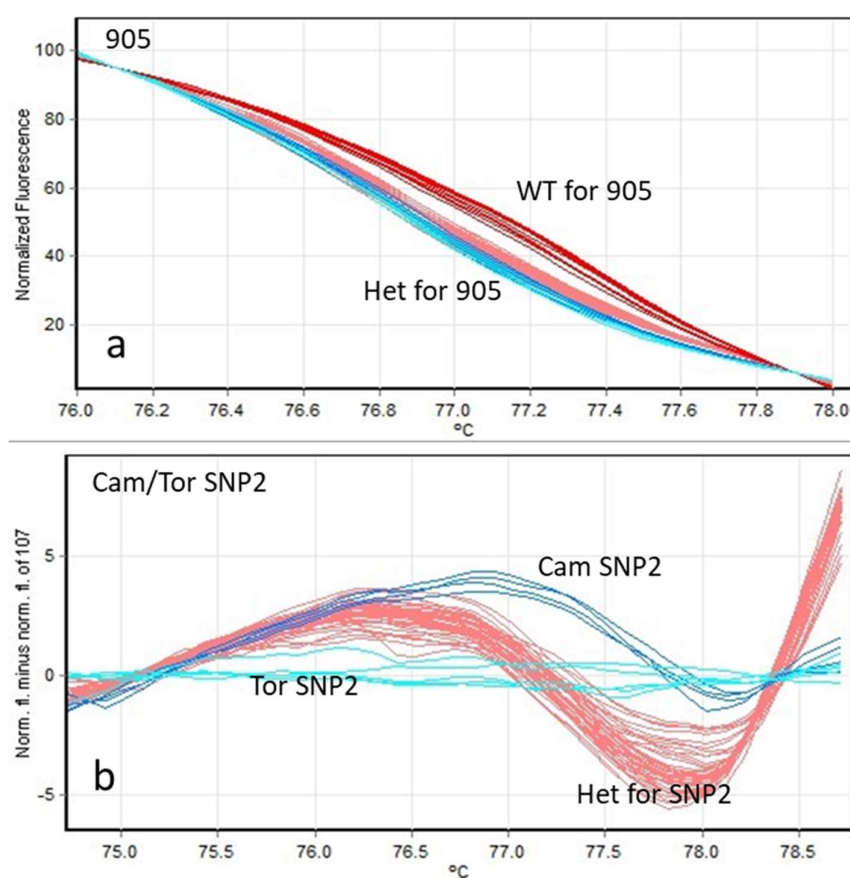 905
100
80
60
40
20
Normalized Fluorescence
WT for 905
Het for 905
a
76.0 76.2 76.4 76.6 76.8 77.0 77.2 77.4 77.6 77.8 78.0
ºC
Cam/Tor SNP2
5
0
-5
Norm. fl. minus norm. fl. of 107
Cam SNP2
Tor SNP2
Het for SNP2
b
75.0 75.5 76.0 76.5 77.0 77.5 78.0 78.5
ºC